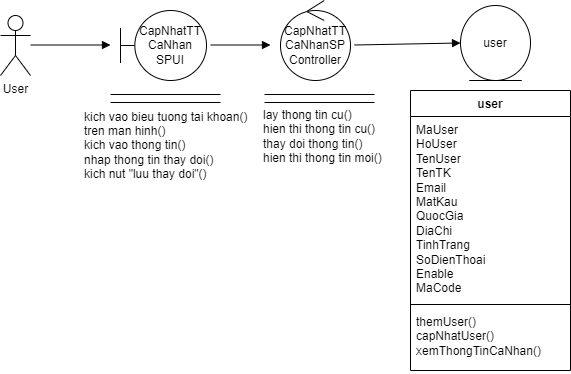 User
CapNhatTT
CaNhan
SPUI
kich vao bieu tuong tai khoan()
tren man hinh()
kich vao thong tin()
nhap thong tin thay doi()
kich nut "luu thay doi"()
CapNhatTT
CaNhanSP
Controller
lay thong tin cu()
hien thi thong tin cu()
thay doi thong tin()
hien thi thong tin moi()
user
user
MaUser
HoUser
TenUser
TenTK
Email
MatKau
QuocGia
DiaChi
TinhTrang
SoDienThoai
Enable
MaCode
themUser()
capNhatUser()
xemThongTinCaNhan()